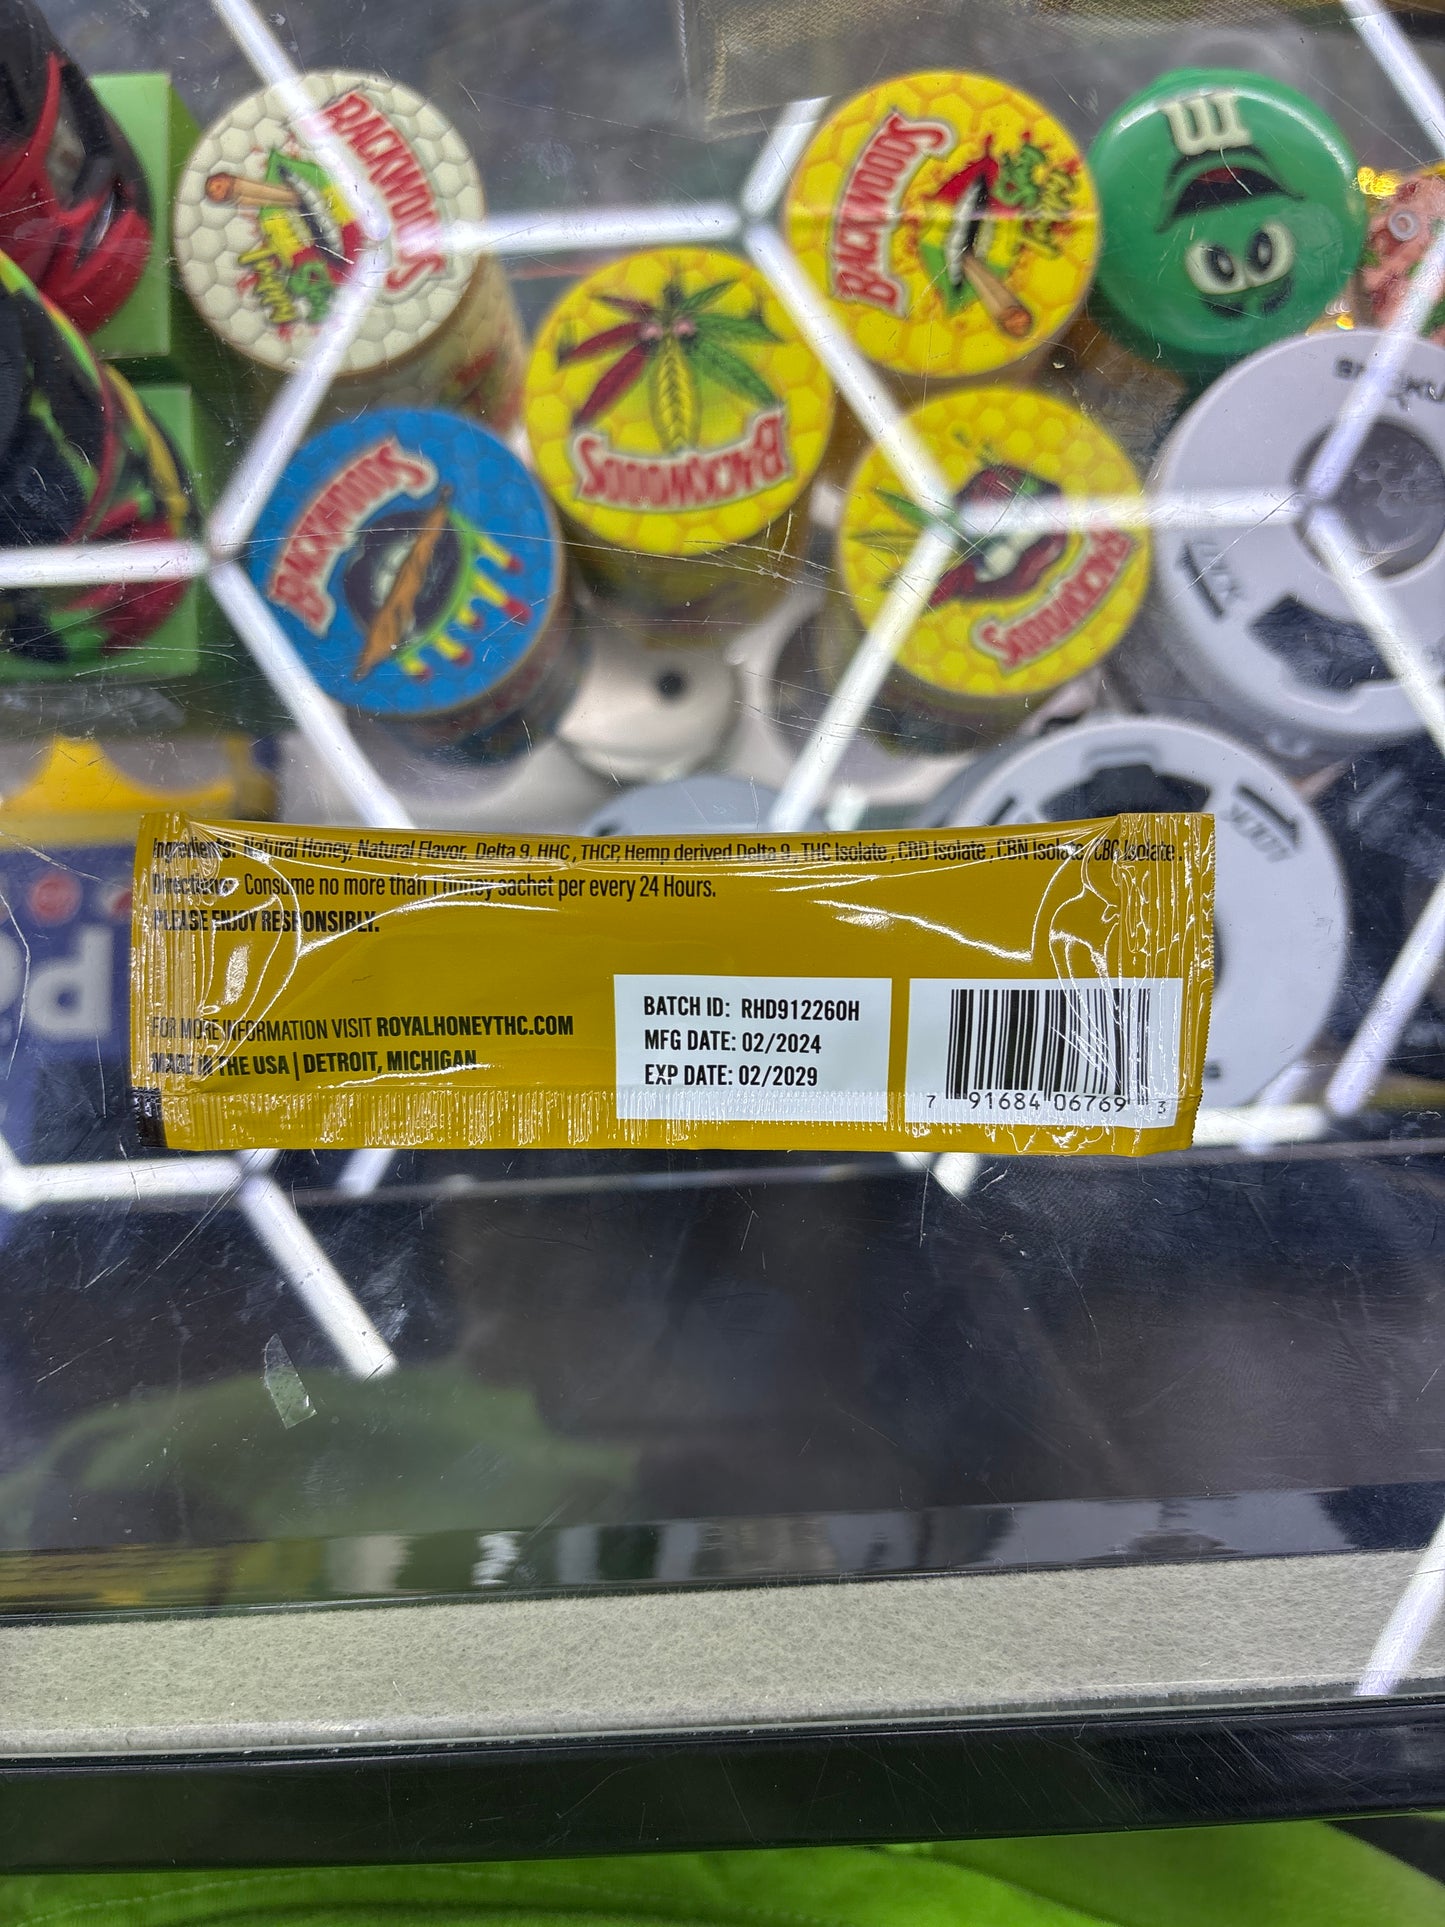 BACKWOODS
BACKWOODS
m
BACKWOODS
BACKWOODS
BACKWOODS
LOCK
Ingredients: Natural Honey, Natural Flavor, Delta 9, HHC , THCP, Hemp derived Delta 9 , THC Isolate , CBD Isolate , CBN Isolate , CBG Isolate .
Directions: Consume no more than 1 honey sachet per every 24 Hours.
PLEASE ENJOY RESPONSIBLY.
FOR MORE INFORMATION VISIT ROYALHONEYTHC.COM
MADE IN THE USA | DETROIT, MICHIGAN
BATCH ID: RHD912260H
MFG DATE: 02/2024
EXP DATE: 02/2029
7 91684 06769 3